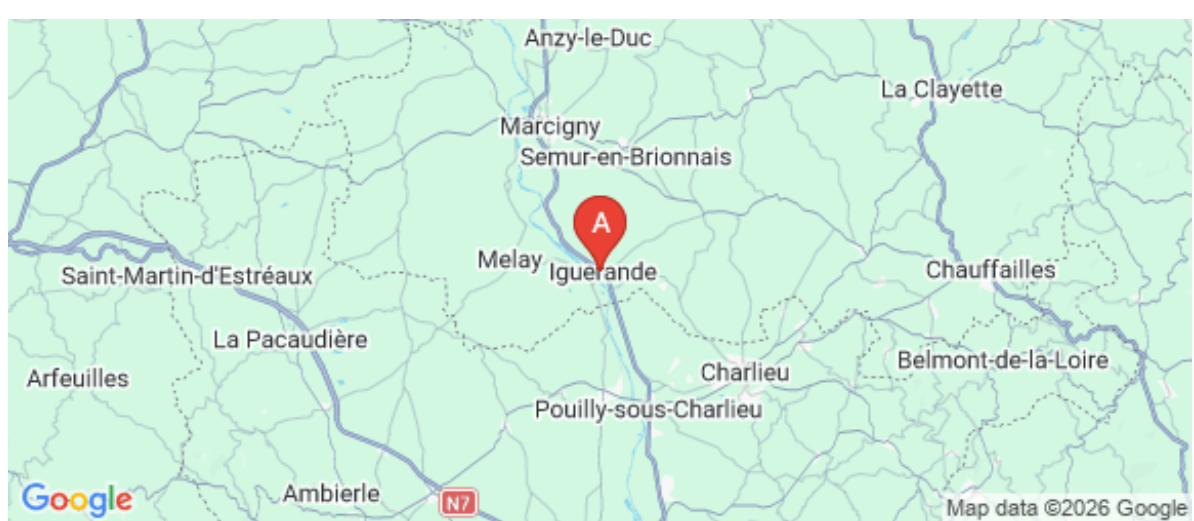 Anzy-le-Duc
La Clayette
Marcigny
Semur-en-Brionnais
A
Melay
Iguerande
Saint-Martin-d'Estréaux
Chauffailles
La Pacaudière
Belmont-de-la-Loire
Arfeuilles
Charlieu
Pouilly-sous-Charlieu
Ambierle
N7
Google
Map data ©2026 Google